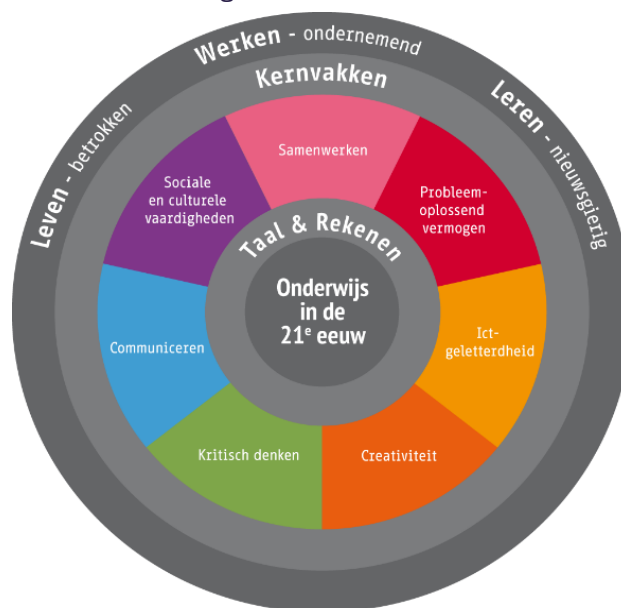 Werken - ondernemend
Leven - betrokken
Leren - nieuwsgierig
Kernvakken
Samenwerken
Sociale
en culturele
vaardigheden
Probleem-
oplossend
vermogen
Taal & Rekenen
Onderwijs
in de
21e eeuw
Communiceren
Ict-
geletterdheid
Kritisch denken
Creativiteit